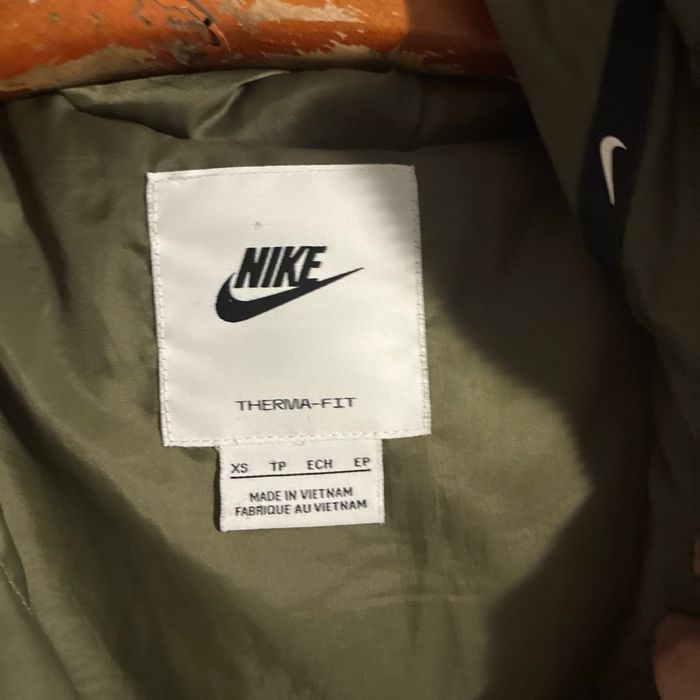 NIKE
THERMA-FIT
XS TP ECH EP
MADE IN VIETNAM
FABRIQUE AU VIETNAM